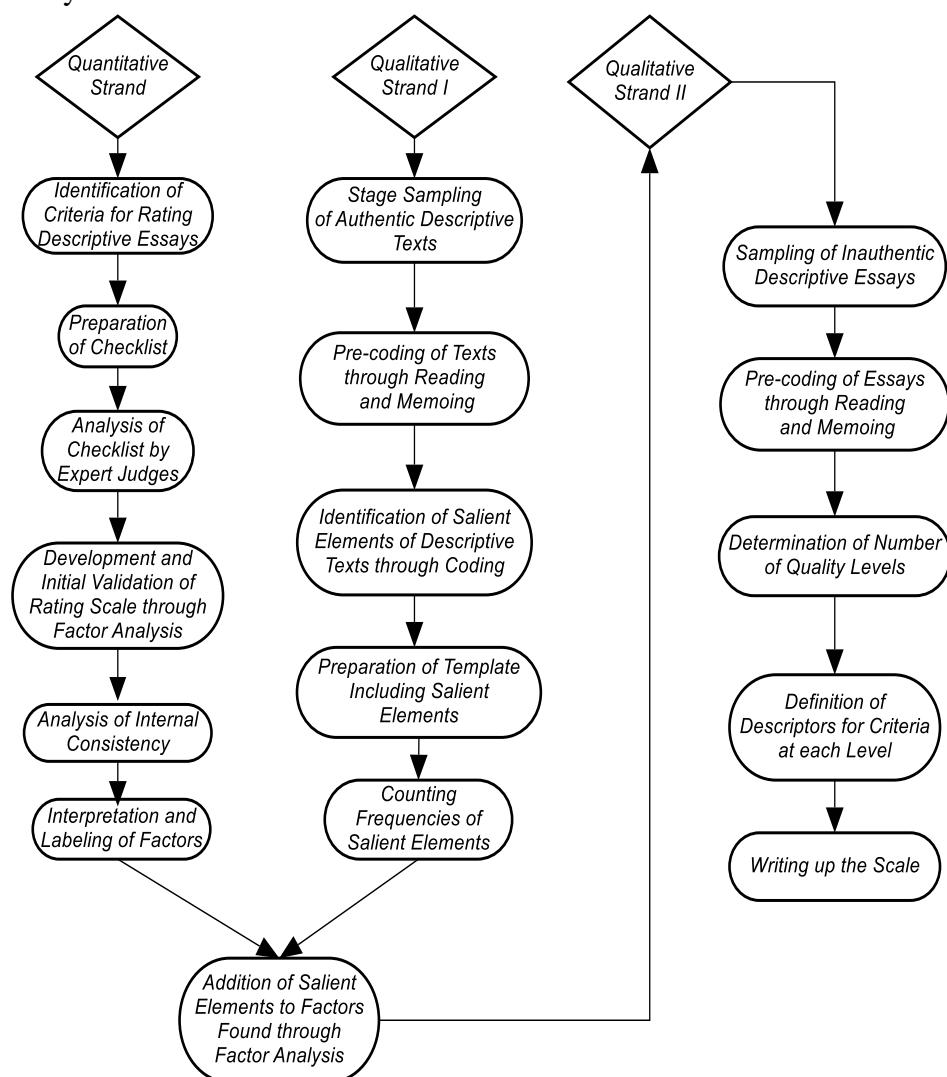 Quantitative
Strand
Identification of
Criteria for Rating
Descriptive Essays
Preparation
of Checklist
Analysis of
Checklist by
Expert Judges
Development and
Initial Validation of
Rating Scale through
Factor Analysis
Analysis of Internal
Consistency
Interpretation and
Labeling of Factors
Qualitative
Strand I
Stage Sampling
of Authentic Descriptive
Texts
Pre-coding of Texts
through Reading
and Memoing
Identification of Salient
Elements of Descriptive
Texts through Coding
Preparation of Template
Including Salient
Elements
Counting
Frequencies of
Salient Elements
Addition of Salient
Elements to Factors
Found through
Factor Analysis
Qualitative
Strand II
Sampling of Inauthentic
Descriptive Essays
Pre-coding of Essays
through Reading
and Memoing
Determination of Number
of Quality Levels
Definition of
Descriptors for Criteria
at each Level
Writing up the Scale